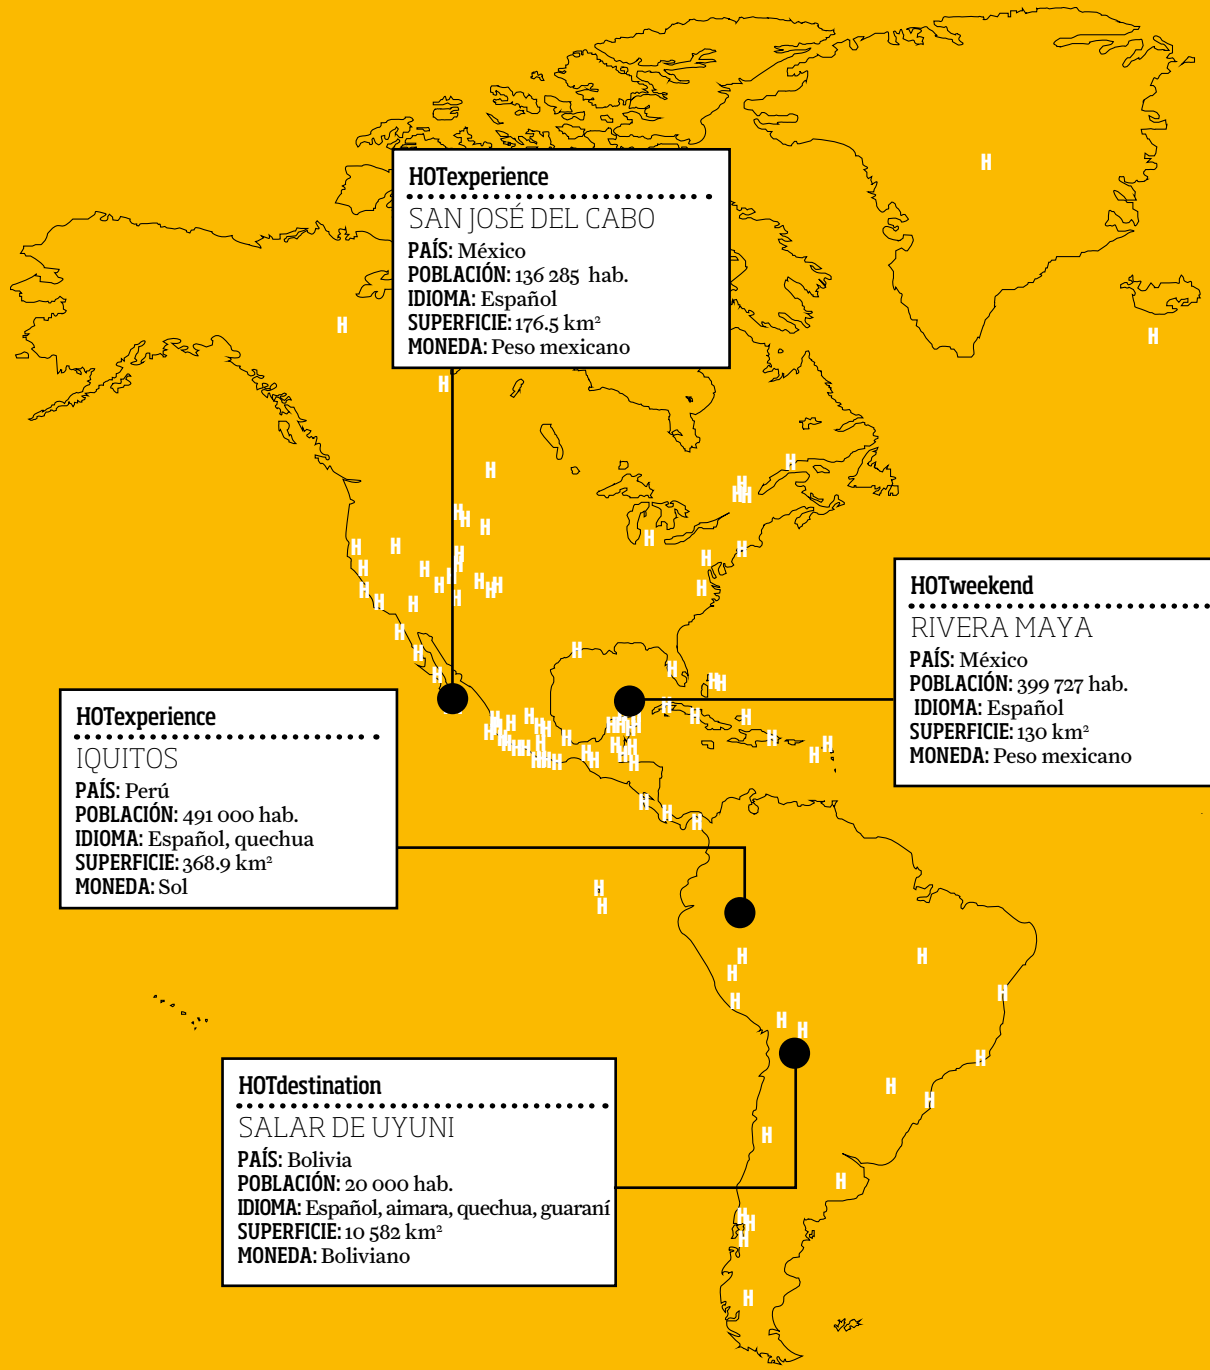 HOTexperience
SAN JOSÉ DEL CABO
PAÍS: México
POBLACIÓN: 136 285 hab.
IDIOMA: Español
SUPERFICIE: 176.5 km²
MONEDA: Peso mexicano
HOTweekend
RIVERA MAYA
PAÍS: México
POBLACIÓN: 399 727 hab.
IDIOMA: Español
SUPERFICIE: 130 km²
MONEDA: Peso mexicano
HOTexperience
IQUITOS
PAÍS: Perú
POBLACIÓN: 491 000 hab.
IDIOMA: Español, quechua
SUPERFICIE: 368.9 km²
MONEDA: Sol
HOTdestination
SALAR DE UYUNI
PAÍS: Bolivia
POBLACIÓN: 20 000 hab.
IDIOMA: Español, aimara, quechua, guaraní
SUPERFICIE: 10 582 km²
MONEDA: Boliviano